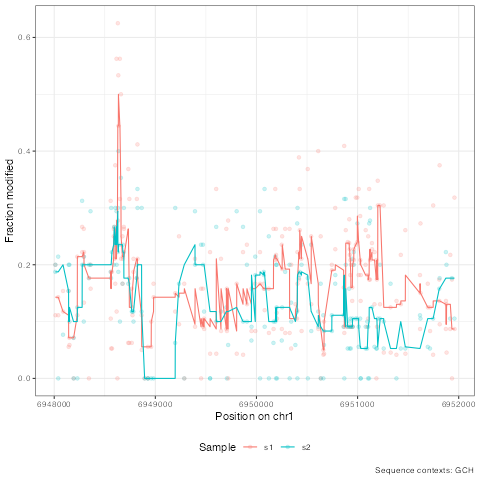 Fraction modified
0.6
0.4
0.2
0.0
6948000 6949000 6950000 6951000 6952000
Position on chr1
Sample s1 s2
Sequence contexts: GCH